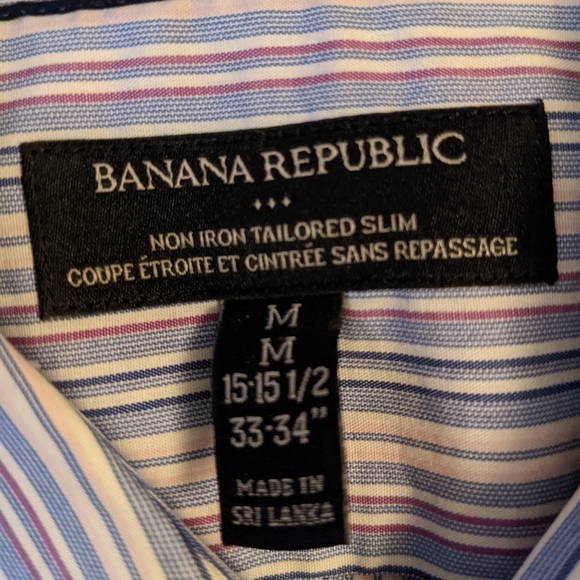 BANANA REPUBLIC
NON IRON TAILORED SLIM
COUPE ÉTROITE ET CINTRÉE SANS REPASSAGE
M
M
15-15 1/2
33-34"
MADE IN
SRI LANKA